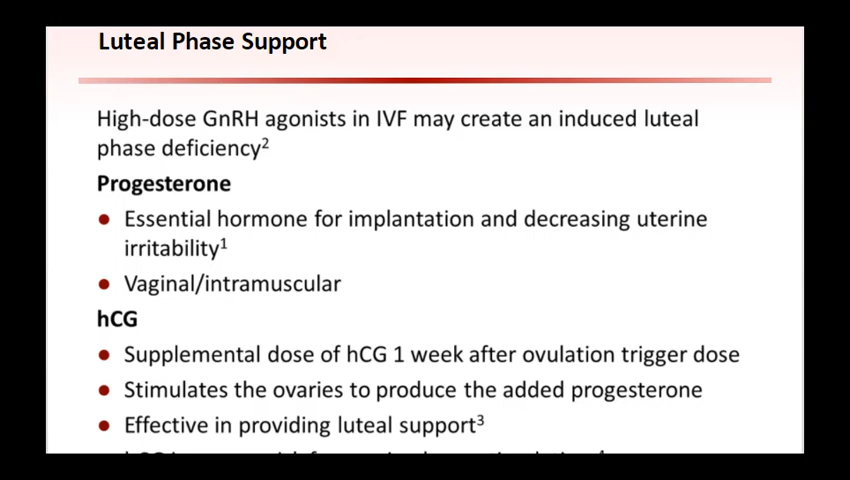 Luteal Phase Support
High-dose GnRH agonists in IVF may create an induced luteal
phase deficiency²
Progesterone
● Essential hormone for implantation and decreasing uterine
irritability¹
● Vaginal/intramuscular
hCG
● Supplemental dose of hCG 1 week after ovulation trigger dose
● Stimulates the ovaries to produce the added progesterone
● Effective in providing luteal support³